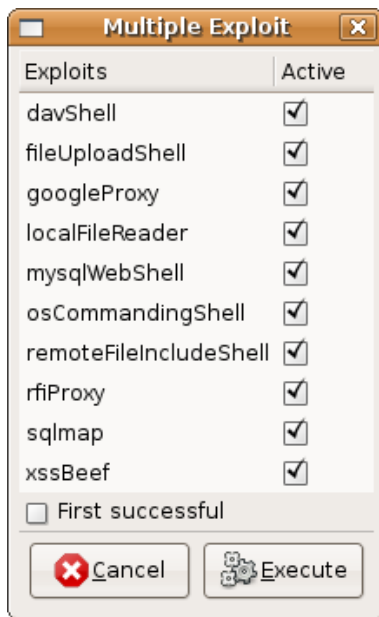 Multiple Exploit
Exploits Active
davShell
fileUploadShell
googleProxy
localFileReader
mysqlWebShell
osCommandingShell
remoteFileIncludeShell
rfiProxy
sqlmap
xssBeef
First successful
Cancel Execute